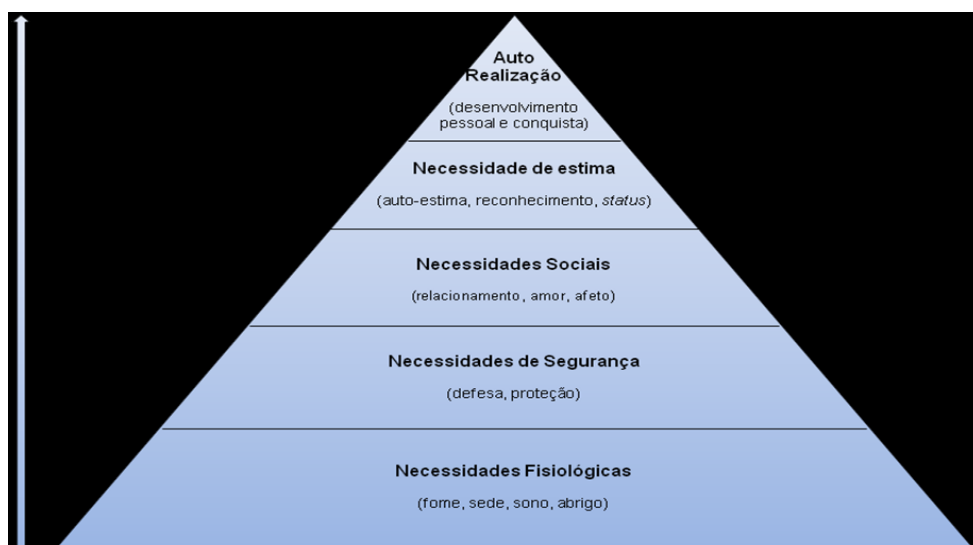 Auto
Realização
(desenvolvimento
pessoal e conquista)
Necessidade de estima
(auto-estima, reconhecimento, status)
Necessidades Sociais
(relacionamento, amor, afeto)
Necessidades de Segurança
(defesa, proteção)
Necessidades Fisiológicas
(fome, sede, sono, abrigo)